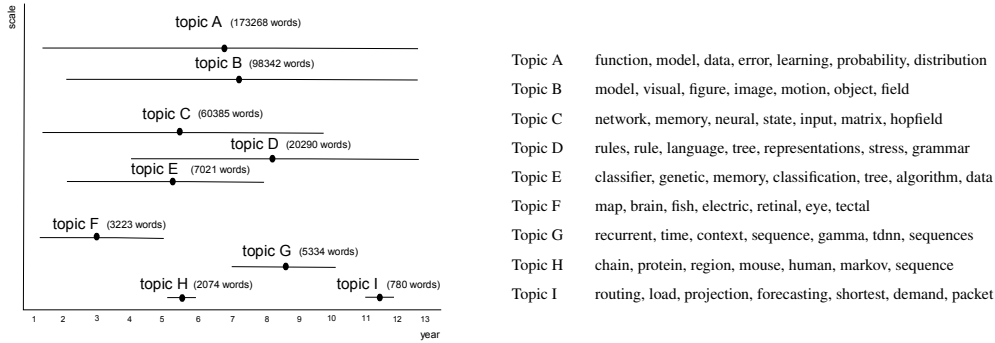 scale
topic A (173268 words)
topic B (98342 words)
topic C (60385 words)
topic D (20290 words)
topic E (7021 words)
topic F (3223 words)
topic G (5334 words)
topic H (2074 words) topic I (780 words)
1 2 3 4 5 6 7 8 9 10 11 12 13
year
Topic A function, model, data, error, learning, probability, distribution
Topic B model, visual, figure, image, motion, object, field
Topic C network, memory, neural, state, input, matrix, hopfield
Topic D rules, rule, language, tree, representations, stress, grammar
Topic E classifier, genetic, memory, classification, tree, algorithm, data
Topic F map, brain, fish, electric, retinal, eye, tectal
Topic G recurrent, time, context, sequence, gamma, tdnn, sequences
Topic H chain, protein, region, mouse, human, markov, sequence
Topic I routing, load, projection, forecasting, shortest, demand, packet